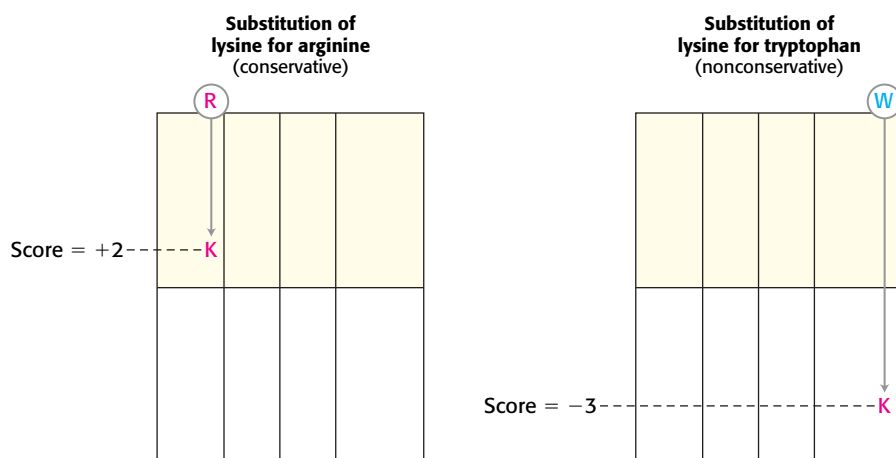 Substitution of
lysine for arginine
(conservative)
R
Score = +2
K
Substitution of
lysine for tryptophan
(nonconservative)
W
Score = −3
K